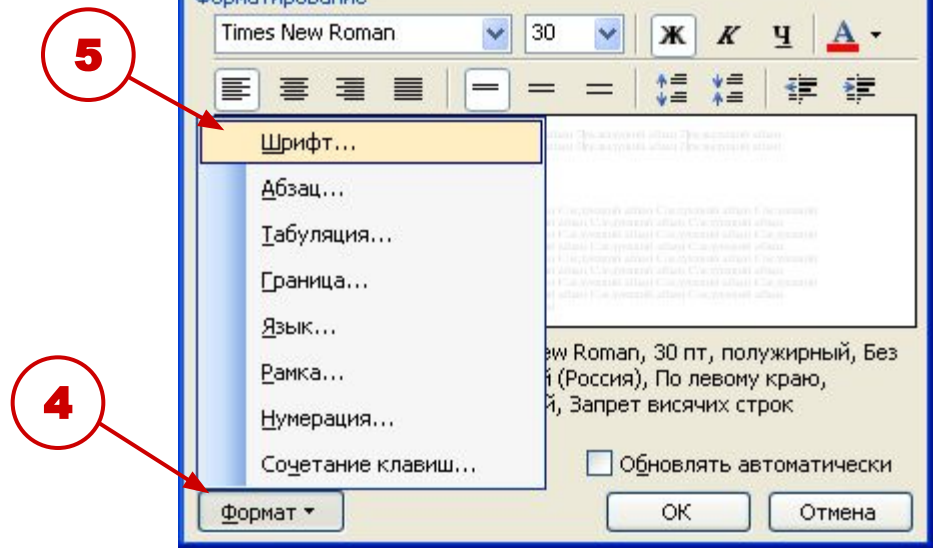 Форматирование
Times New Roman 30 Ж К Ч А
5
Шрифт...
Абзац...
Табуляция...
Граница...
Язык...
Рамка...
Нумерация...
Сочетание клавиш...
ew Roman, 30 пт, полужирный, Без
й (Россия), По левому краю,
й, Запрет висячих строк
4
Обновлять автоматически
Формат
ОК
Отмена